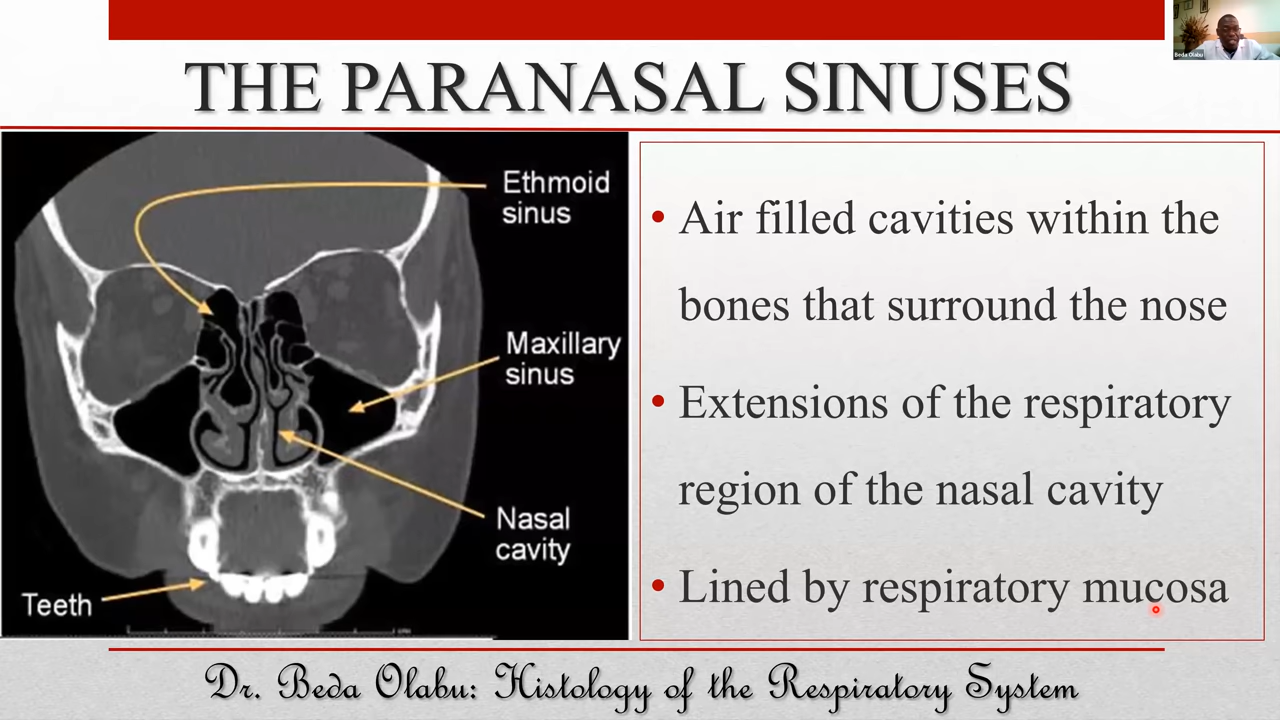 Beda Olabu
THE PARANASAL SINUSES
Ethmoid
sinus
Maxillary
sinus
Nasal
cavity
Teeth
• Air filled cavities within the
bones that surround the nose
• Extensions of the respiratory
region of the nasal cavity
• Lined by respiratory mucosa
Dr. Beda Olabu: Histology of the Respiratory System